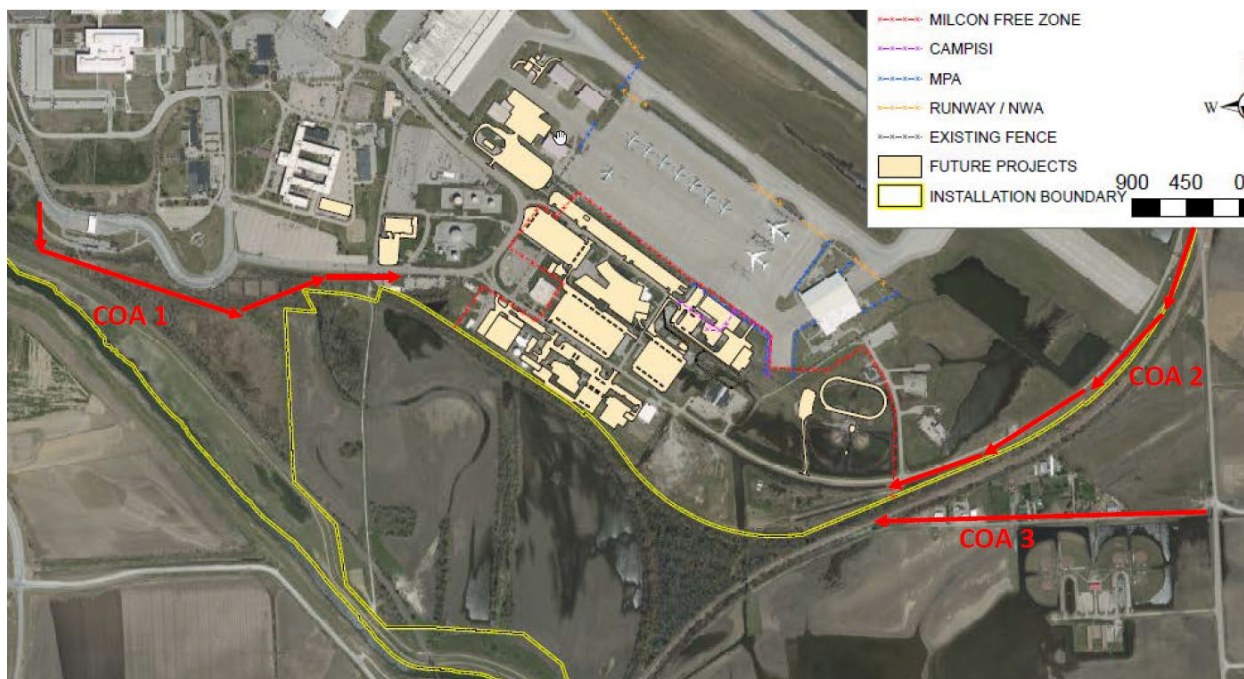 MILCON FREE ZONE
CAMPISI
MPA
RUNWAY / NWA
EXISTING FENCE
FUTURE PROJECTS
INSTALLATION BOUNDARY
W
900 450 0
COA 1
COA 2
COA 3